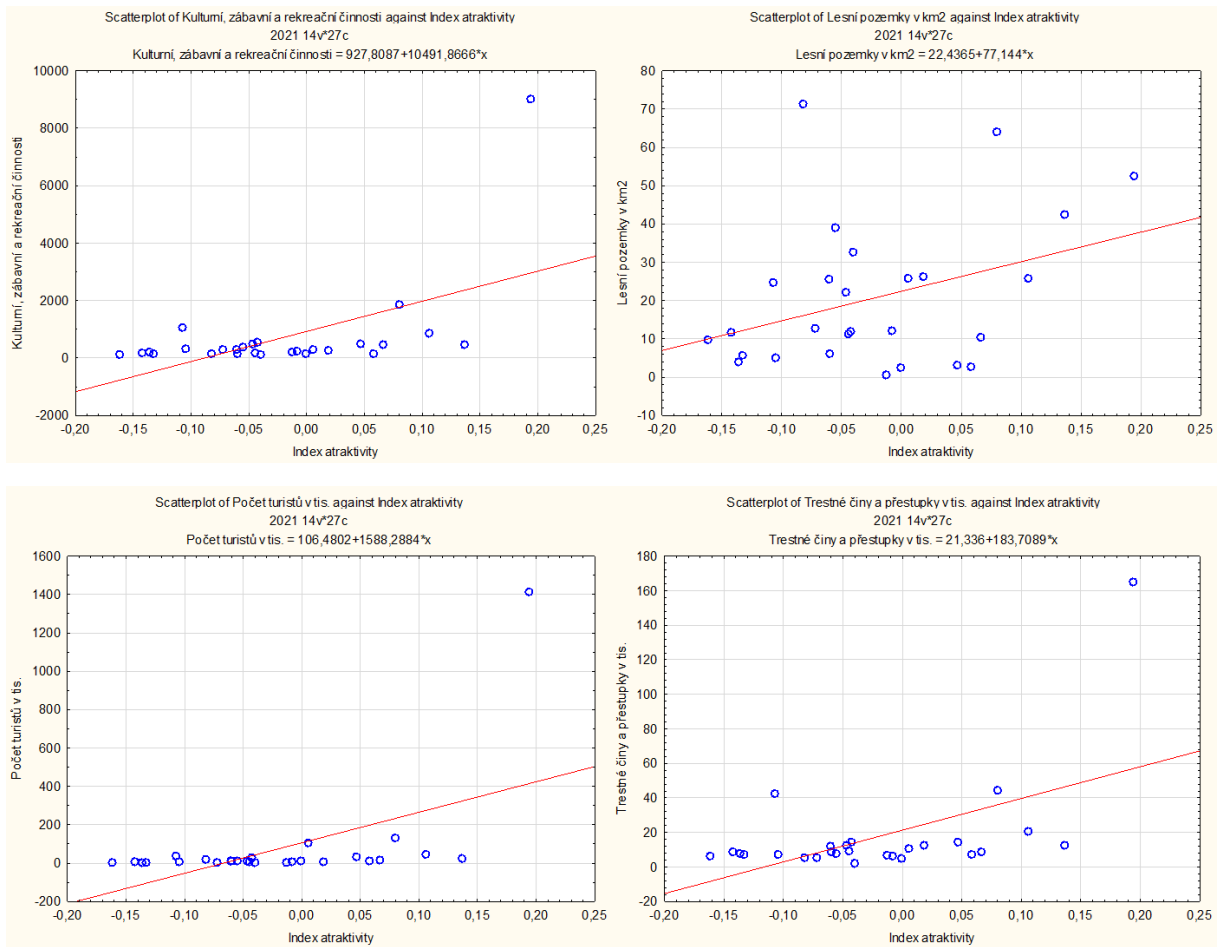 Scatterplot of Kulturní, zábavní a rekreační činnosti against Index atraktivity
2021 14v*27c
Kulturní, zábavní a rekreační činnosti = 927,8087+10491,8666*x
10000
8000
6000
4000
2000
0
-2000
Kulturní, zábavní a rekreační činnosti
-0,20 -0,15 -0,10 -0,05 0,00 0,05 0,10 0,15 0,20 0,25
Index atraktivity
Scatterplot of Lesní pozemky v km2 against Index atraktivity
2021 14v*27c
Lesní pozemky v km2 = 22,4365+77,144*x
80
70
60
50
40
30
20
10
0
-10
Lesní pozemky v km2
-0,20 -0,15 -0,10 -0,05 0,00 0,05 0,10 0,15 0,20 0,25
Index atraktivity
Scatterplot of Počet turistů v tis. against Index atraktivity
2021 14v*27c
Počet turistů v tis. = 106,4802+1588,2884*x
1600
1400
1200
1000
800
600
400
200
0
-200
Počet turistů v tis.
-0,20 -0,15 -0,10 -0,05 0,00 0,05 0,10 0,15 0,20 0,25
Index atraktivity
Scatterplot of Trestné činy a přestupky v tis. against Index atraktivity
2021 14v*27c
Trestné činy a přestupky v tis. = 21,336+183,7089*x
180
160
140
120
100
80
60
40
20
0
-20
Trestné činy a přestupky v tis.
-0,20 -0,15 -0,10 -0,05 0,00 0,05 0,10 0,15 0,20 0,25
Index atraktivity